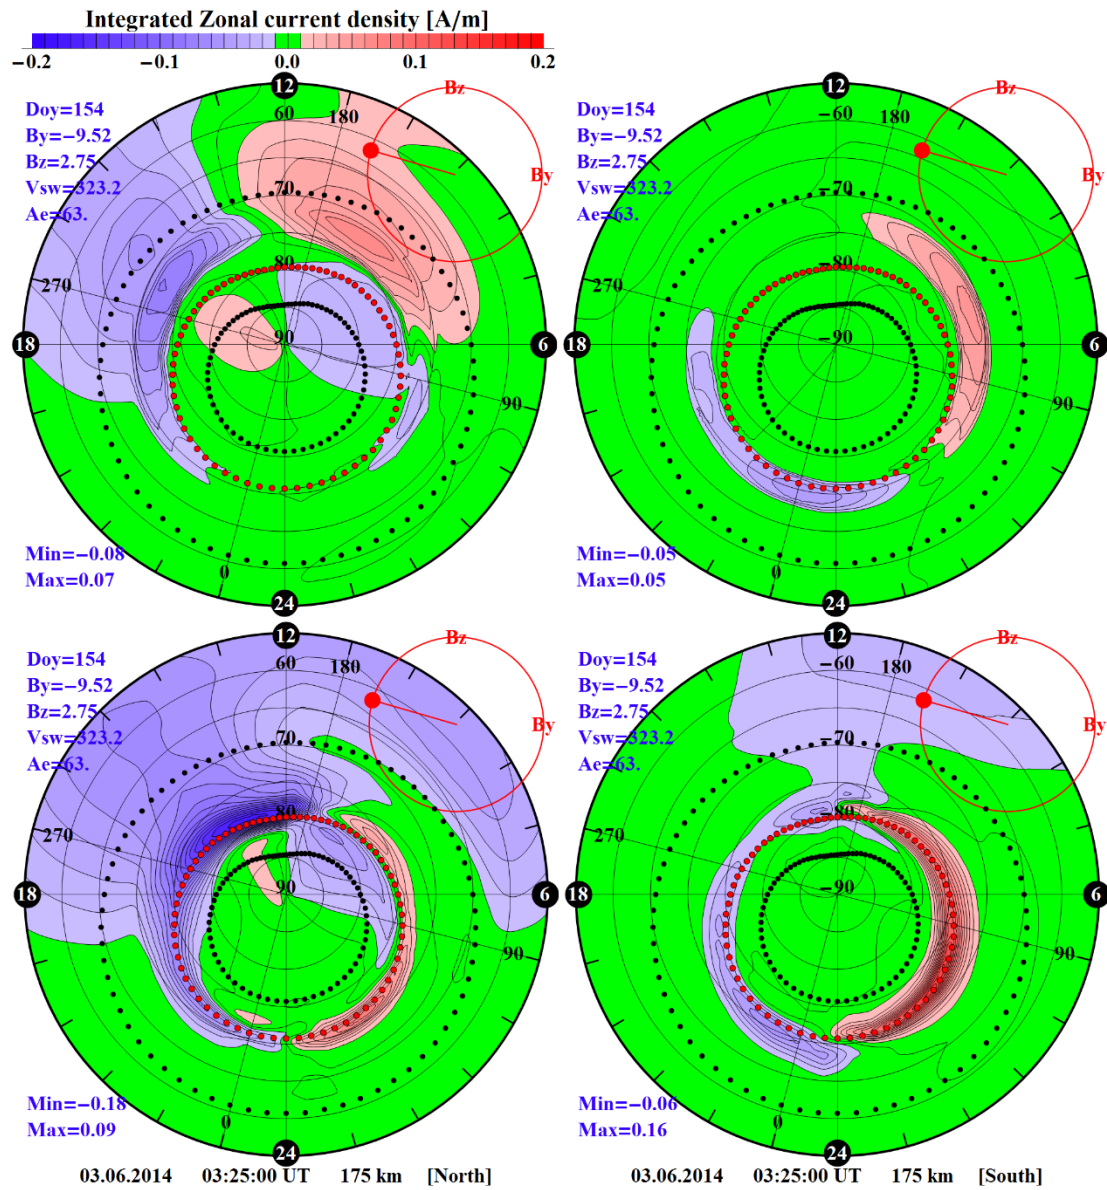 Integrated Zonal current density [A/m]
−0.2 −0.1 0.0 0.1 0.2
Doy=154
By=−9.52
Bz=2.75
Vsw=323.2
Ae=63.
12
60
180
Bz
By
70
80
90
270
18
6
90
0
24
Min=−0.08
Max=0.07
Doy=154
By=−9.52
Bz=2.75
Vsw=323.2
Ae=63.
12
−60
180
Bz
By
−70
−80
−90
270
18
6
90
0
24
Min=−0.05
Max=0.05
Doy=154
By=−9.52
Bz=2.75
Vsw=323.2
Ae=63.
12
60
180
Bz
By
70
80
90
270
18
6
90
0
24
Min=−0.18
Max=0.09
03.06.2014 03:25:00 UT 175 km [North]
Doy=154
By=−9.52
Bz=2.75
Vsw=323.2
Ae=63.
12
−60
180
Bz
By
−70
−80
−90
270
18
6
90
0
24
Min=−0.06
Max=0.16
03.06.2014 03:25:00 UT 175 km [South]